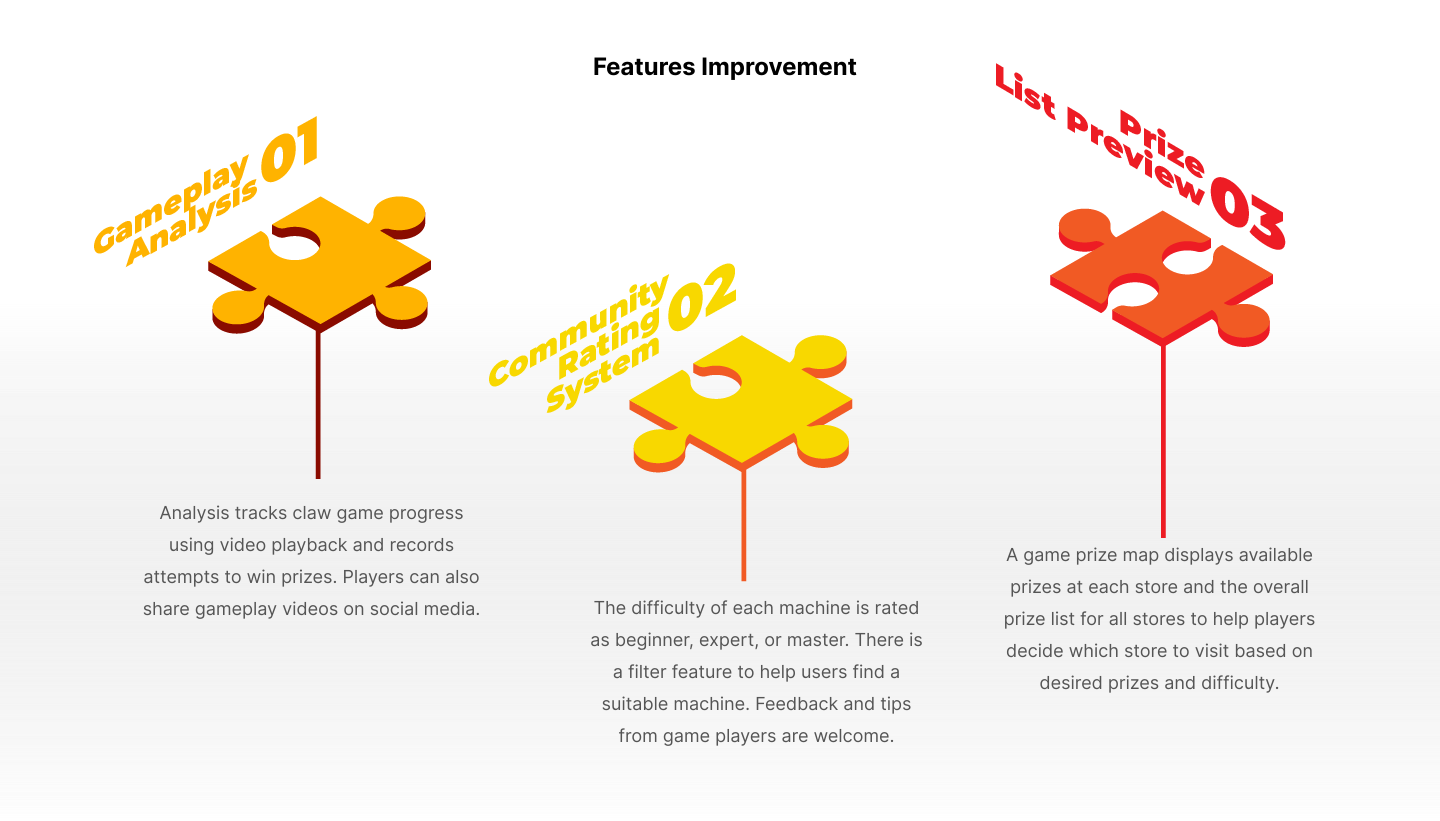 Features Improvement
Gameplay
Analysis
01
Analysis tracks claw game progress
using video playback and records
attempts to win prizes. Players can also
share gameplay videos on social media.
Community
Rating
System
02
The difficulty of each machine is rated
as beginner, expert, or master. There is
a filter feature to help users find a
suitable machine. Feedback and tips
from game players are welcome.
Prize
List Preview
03
A game prize map displays available
prizes at each store and the overall
prize list for all stores to help players
decide which store to visit based on
desired prizes and difficulty.